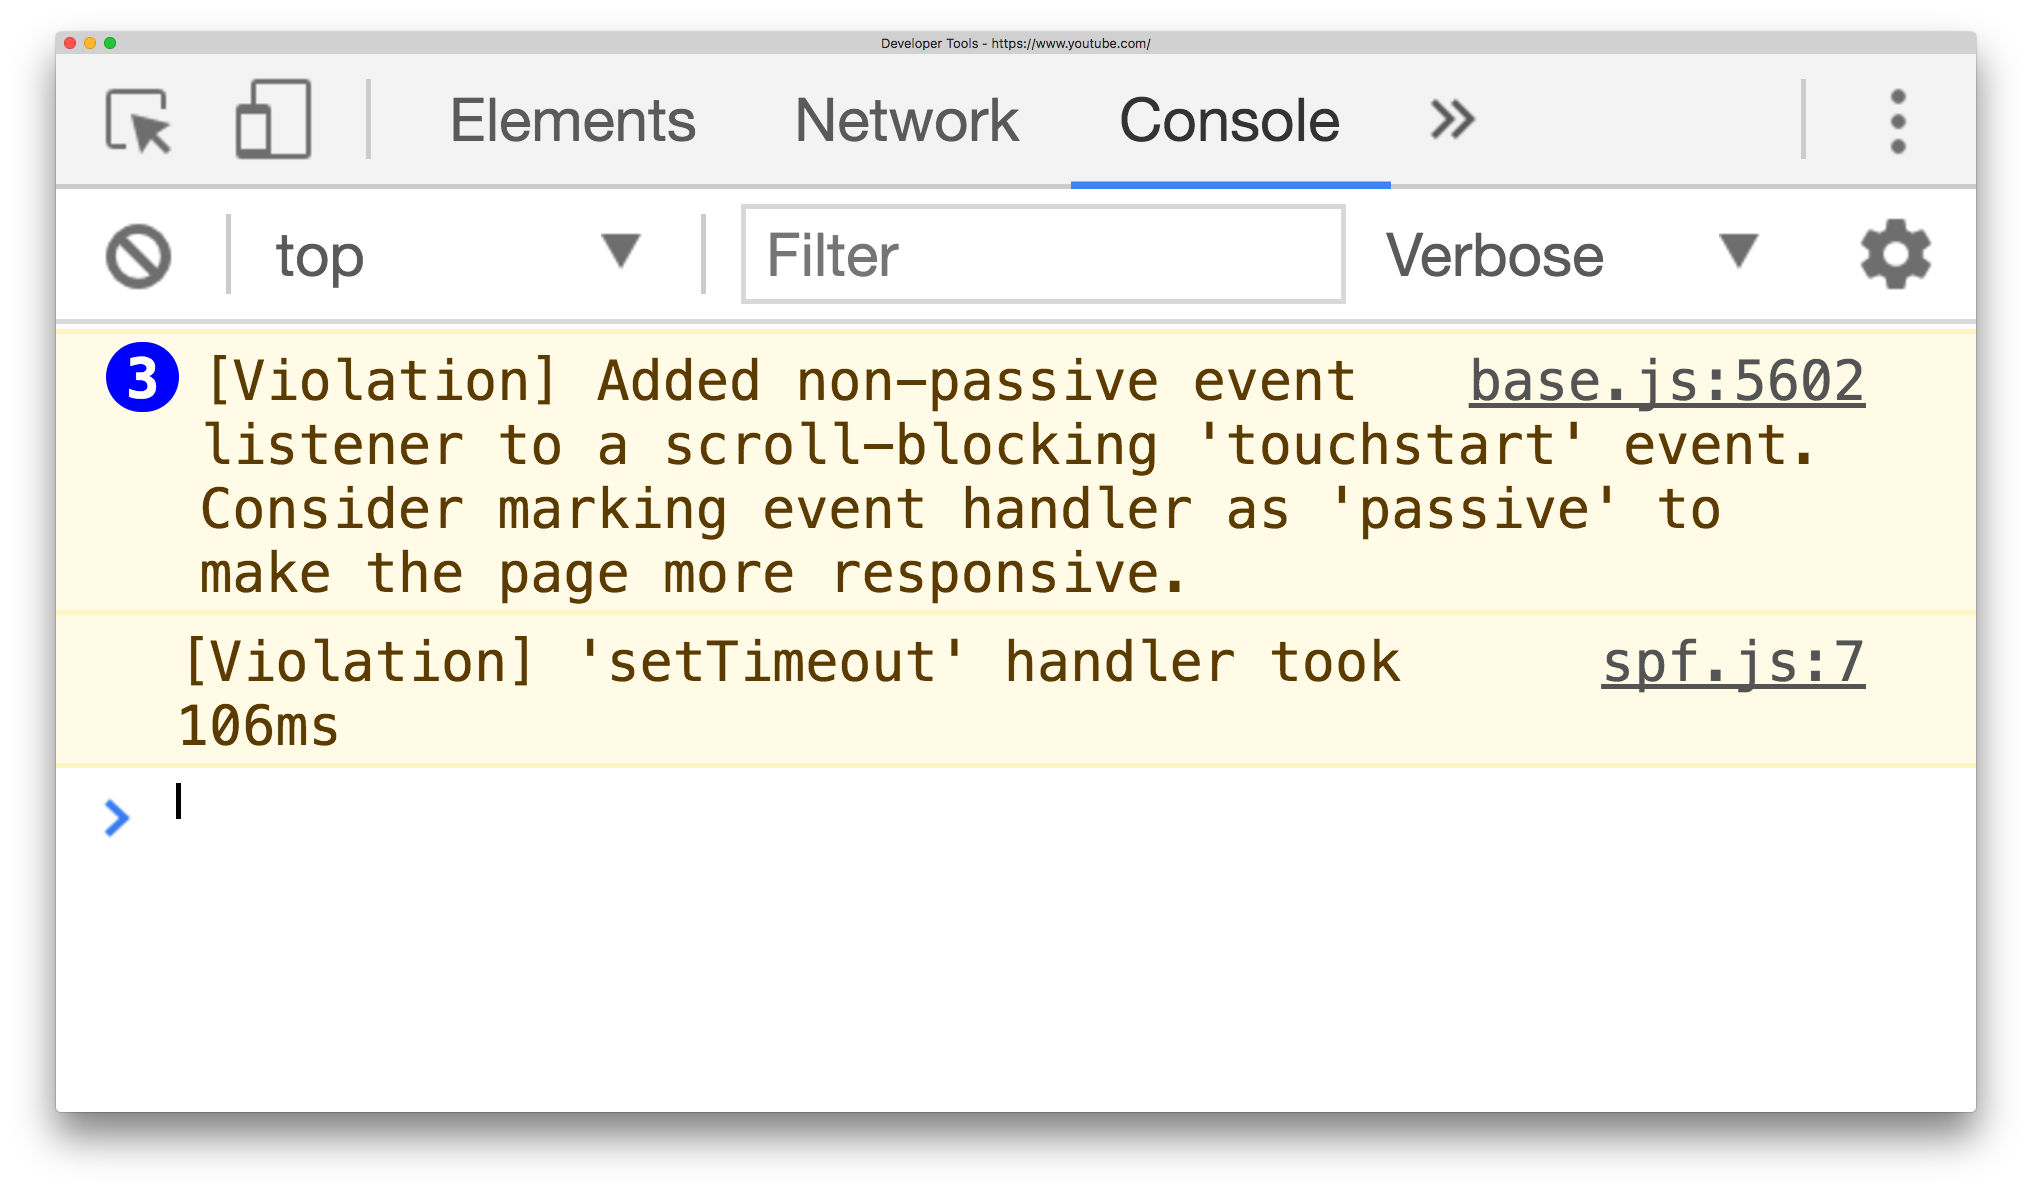 Developer Tools - https://www.youtube.com/
Elements Network Console
top Filter Verbose
3 [Violation] Added non-passive event base.js:5602
listener to a scroll-blocking 'touchstart' event.
Consider marking event handler as 'passive' to
make the page more responsive.
[Violation] 'setTimeout' handler took spf.js:7
106ms